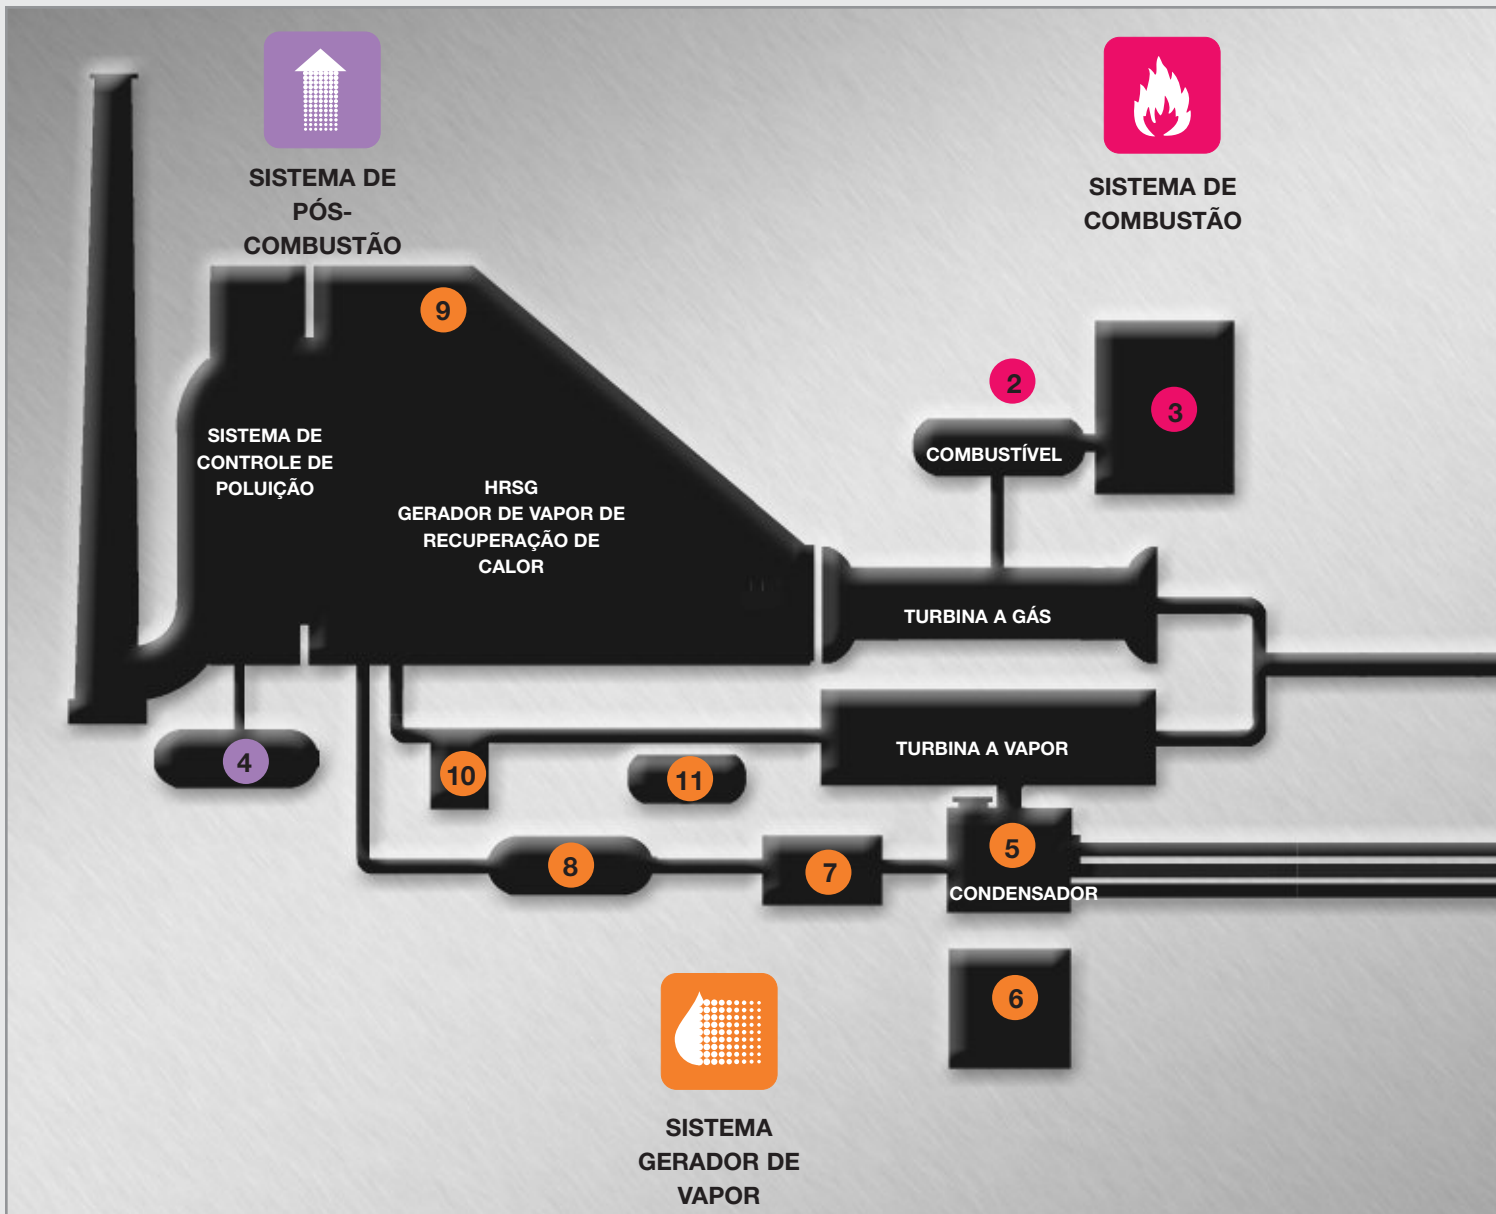 SISTEMA DE
PÓS-
COMBUSTÃO
SISTEMA DE
COMBUSTÃO
9
2
3
COMBUSTÍVEL
SISTEMA DE
CONTROLE DE
POLUIÇÃO
HRSG
GERADOR DE VAPOR DE
RECUPERAÇÃO DE
CALOR
TURBINA A GÁS
TURBINA A VAPOR
4
10
11
8
7
5
CONDENSADOR
6
SISTEMA
GERADOR DE
VAPOR